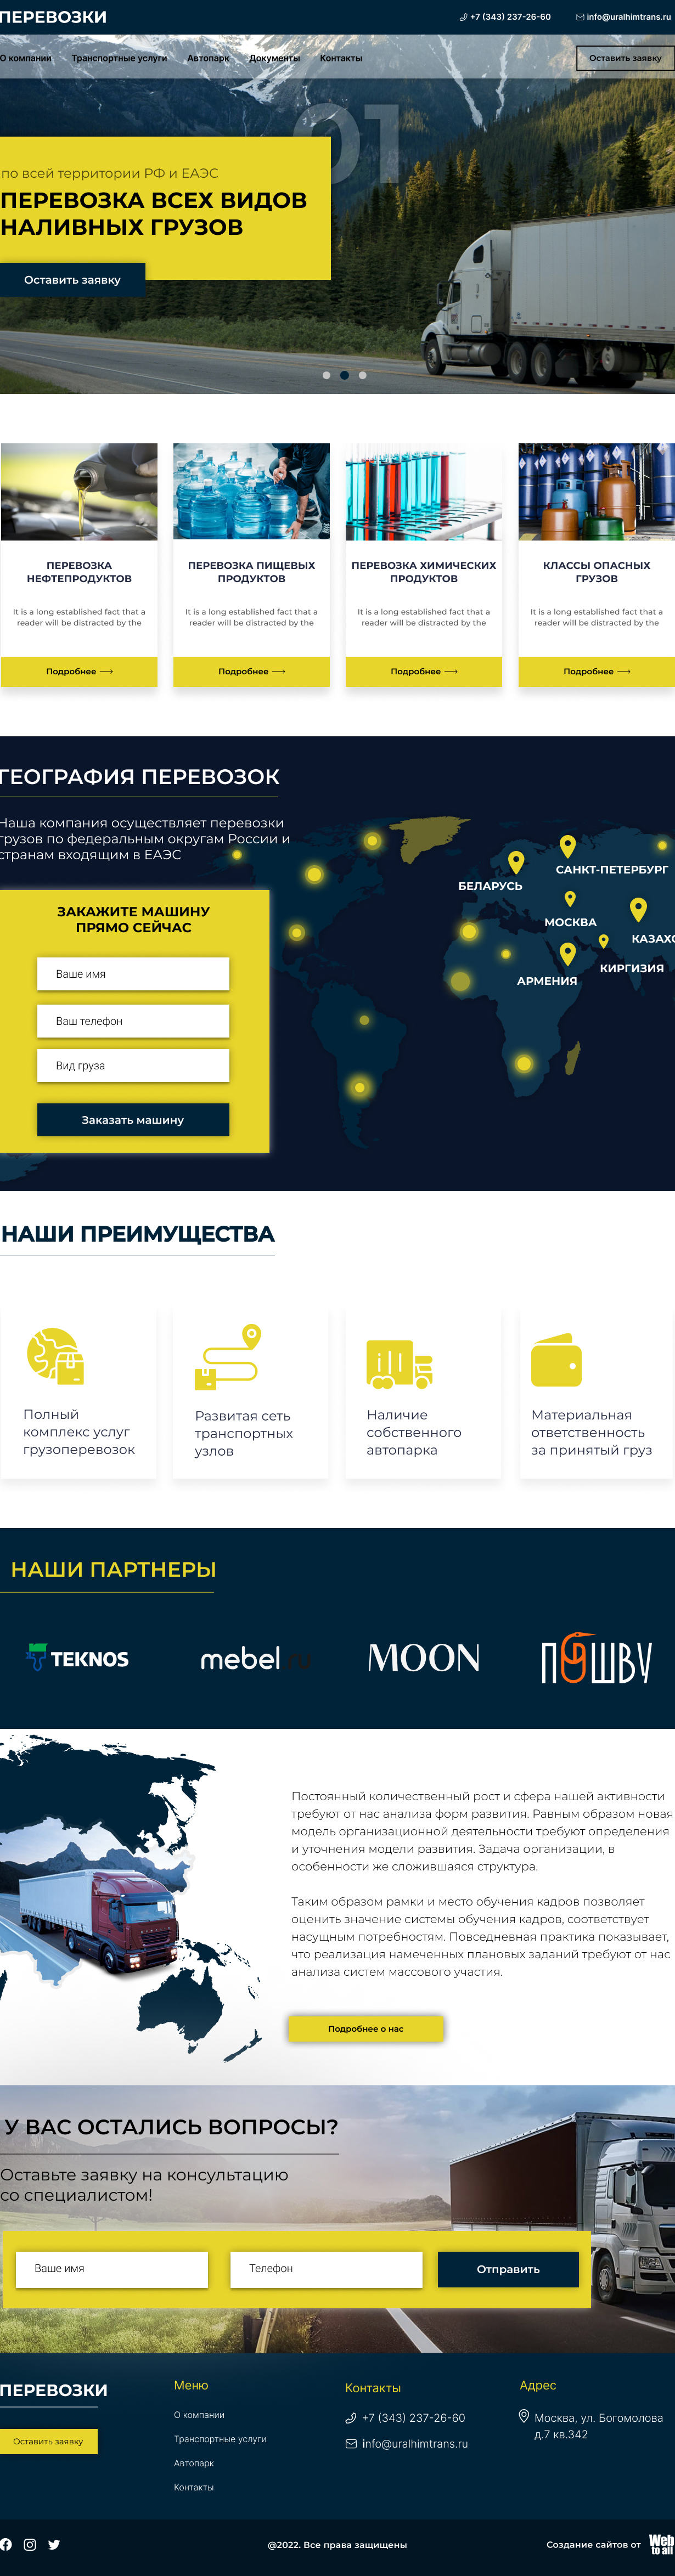 ПЕРЕВОЗКИ
+7 (343) 237-26-60
info@uralhimtrans.ru
О компании
Транспортные услуги
Автопарк
Документы
Контакты
Оставить заявку
01
по всей территории РФ и ЕАЭС
ПЕРЕВОЗКА ВСЕХ ВИДОВ
НАЛИВНЫХ ГРУЗОВ
Оставить заявку
ПЕРЕВОЗКА
НЕФТЕПРОДУКТОВ
It is a long established fact that a
reader will be distracted by the
Подробнее
ПЕРЕВОЗКА ПИЩЕВЫХ
ПРОДУКТОВ
It is a long established fact that a
reader will be distracted by the
Подробнее
ПЕРЕВОЗКА ХИМИЧЕСКИХ
ПРОДУКТОВ
It is a long established fact that a
reader will be distracted by the
Подробнее
КЛАССЫ ОПАСНЫХ
ГРУЗОВ
It is a long established fact that a
reader will be distracted by the
Подробнее
ГЕОГРАФИЯ ПЕРЕВОЗОК
Наша компания осуществляет перевозки
грузов по федеральным округам России и
странам входящим в ЕАЭС
ЗАКАЖИТЕ МАШИНУ
ПРЯМО СЕЙЧАС
Ваше имя
Ваш телефон
Вид груза
Заказать машину
САНКТ-ПЕТЕРБУРГ
БЕЛАРУСЬ
МОСКВА
КАЗАХС
КИРГИЗИЯ
АРМЕНИЯ
НАШИ ПРЕИМУЩЕСТВА
Полный
комплекс услуг
грузоперевозок
Развитая сеть
транспортных
узлов
Наличие
собственного
автопарка
Материальная
ответственность
за принятый груз
НАШИ ПАРТНЕРЫ
TEKNOS
mebel.ru
MOON
ПОШВУ
Постоянный количественный рост и сфера нашей активности
требуют от нас анализа форм развития. Равным образом новая
модель организационной деятельности требуют определения
и уточнения модели развития. Задача организации, в
особенности же сложившаяся структура.
Таким образом рамки и место обучения кадров позволяет
оценить значение системы обучения кадров, соответствует
насущным потребностям. Повседневная практика показывает,
что реализация намеченных плановых заданий требуют от нас
анализа систем массового участия.
Подробнее о нас
У ВАС ОСТАЛИСЬ ВОПРОСЫ?
Оставьте заявку на консультацию
со специалистом!
Ваше имя
Телефон
Отправить
ПЕРЕВОЗКИ
Оставить заявку
Меню
О компании
Транспортные услуги
Автопарк
Контакты
Контакты
+7 (343) 237-26-60
info@uralhimtrans.ru
Адрес
Москва, ул. Богомолова
д.7 кв.342
@2022. Все права защищены
Создание сайтов от
Web
to all